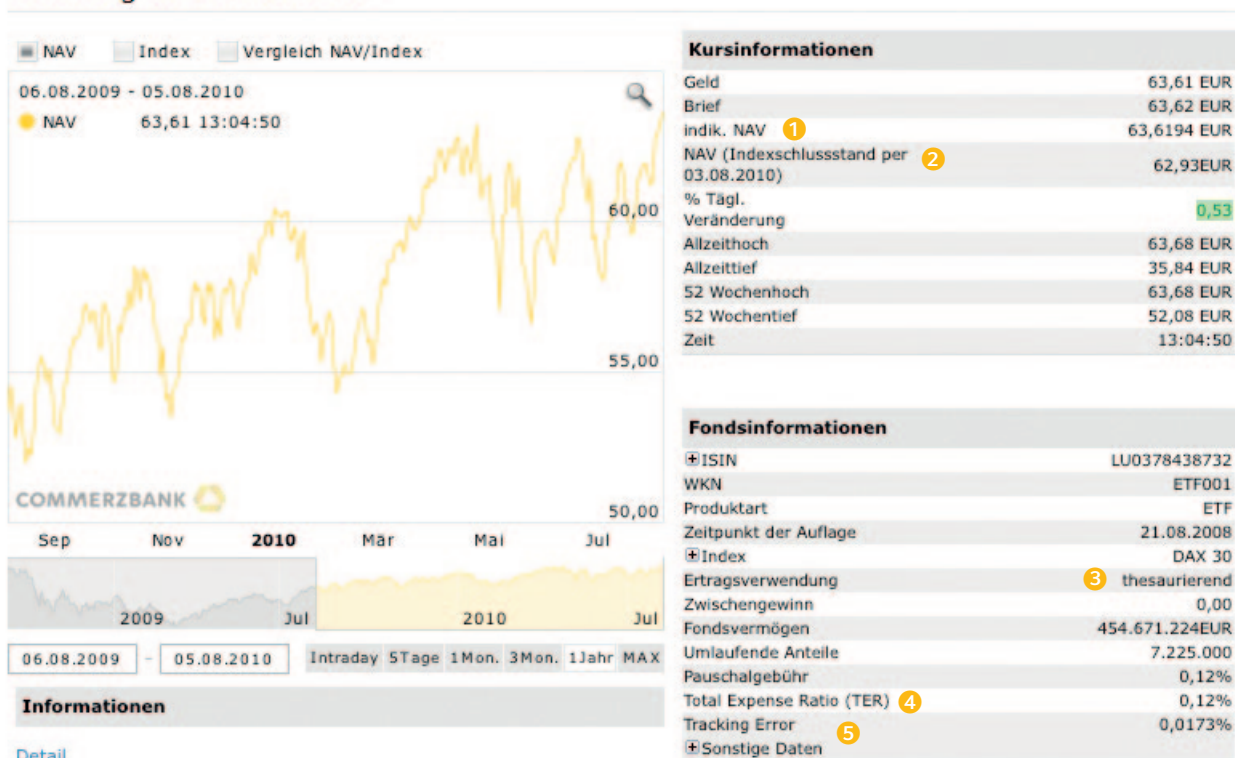 NAV Index Vergleich NAV/Index
06.08.2009 - 05.08.2010
NAV 63,61 13:04:50
60,00
55,00
50,00
COMMERZBANK
Sep Nov 2010 Mär Mai Jul
2009 Jul 2010 Jul
06.08.2009 - 05.08.2010 Intraday 5Tage 1Mon. 3Mon. 1Jahr MAX
Informationen
Detail
Kursinformationen
Geld 63,61 EUR
Brief 63,62 EUR
indik. NAV 1 63,6194 EUR
NAV (Indexschlussstand per 2 62,93EUR
03.08.2010)
% Tägl.
Veränderung 0,53
Allzeithoch 63,68 EUR
Allzeittief 35,84 EUR
52 Wochenhoch 63,68 EUR
52 Wochentief 52,08 EUR
Zeit 13:04:50
Fondsinformationen
ISIN LU0378438732
WKN ETF001
Produktart ETF
Zeitpunkt der Auflage 21.08.2008
Index DAX 30
Ertragsverwendung 3 thesaurierend
Zwischengewinn 0,00
Fondsvermögen 454.671.224EUR
Umlaufende Anteile 7.225.000
Pauschalgebühr 0,12%
Total Expense Ratio (TER) 4 0,12%
Tracking Error 5 0,0173%
Sonstige Daten